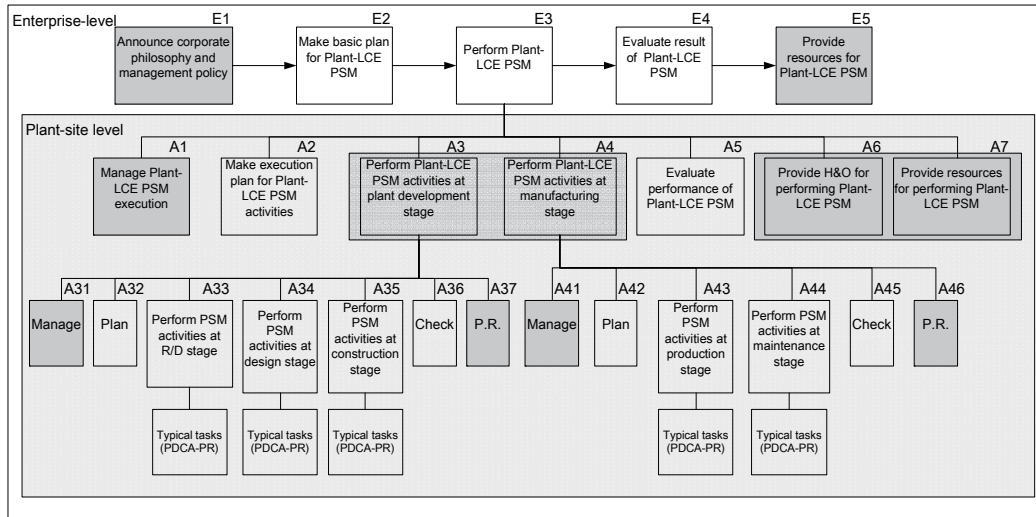 Enterprise-level
E1
E2
E3
E4
E5
Announce corporate
philosophy and
management policy
Make basic plan
for Plant-LCE
PSM
Perform Plant-
LCE PSM
Evaluate result
of  Plant-LCE
PSM
Provide
resources for
Plant-LCE PSM
Plant-site level
A1
A2
A3
A4
A5
A6
A7
Manage Plant-
LCE PSM
execution
Make execution
plan for Plant-
LCE PSM
activities
Perform Plant-LCE
PSM activities at
plant development
stage
Perform Plant-LCE
PSM activities at
manufacturing
stage
Evaluate
performance of
Plant-LCE PSM
Provide H&O for
performing Plant-
LCE PSM
Provide resources
for performing Plant-
LCE PSM
A31
A32
A33
A34
A35
A36
A37
A41
A42
A43
A44
A45
A46
Manage
Plan
Perform PSM
activities at
R/D stage
Perform
PSM
activities at
design stage
Perform PSM
activities at
construction
stage
Check
P.R.
Manage
Plan
Perform
PSM
activities at
production
stage
Perform PSM
activities at
maintenance
stage
Check
P.R.
Typical tasks
(PDCA-PR)
Typical tasks
(PDCA-PR)
Typical tasks
(PDCA-PR)
Typical tasks
(PDCA-PR)
Typical tasks
(PDCA-PR)